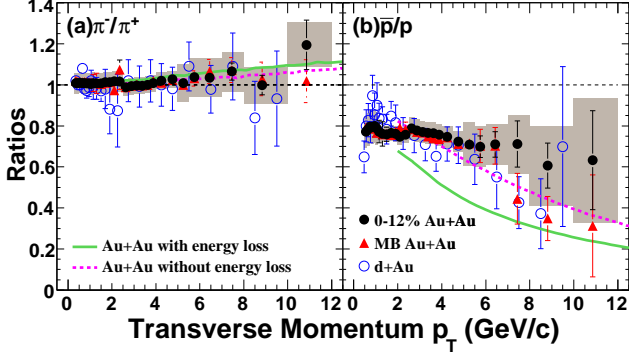 1.4
1.2
1
0.8
0.6
0.4
0.2
0
Ratios
(a)π⁻/π⁺
(b)p̅/p
Au+Au with energy loss
Au+Au without energy loss
0-12% Au+Au
MB Au+Au
d+Au
0 2 4 6 8 10 12
0 2 4 6 8 10 12
Transverse Momentum p_T (GeV/c)